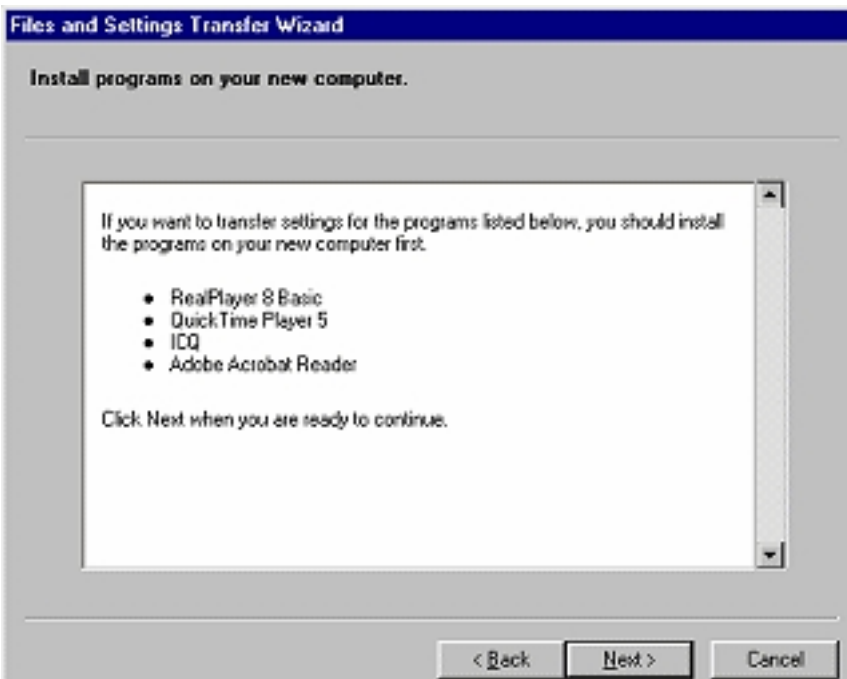 Files and Settings Transfer Wizard
Install programs on your new computer.
If you want to transfer settings for the programs listed below, you should install
the programs on your new computer first.
• RealPlayer 8 Basic
• QuickTime Player 5
• ICQ
• Adobe Acrobat Reader
Click Next when you are ready to continue.
< Back Next > Cancel